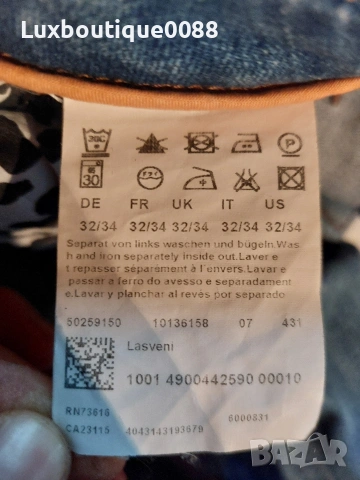 Luxboutique0088
30C
30
DE FR UK IT US
32/34 32/34 32/34 32/34 32/34
Separat von links waschen und bügeln.Was
h and iron separately inside out.Laver e
t repasser séparément à l'envers.Lavar e
passar a ferro do avesso e separadament
e.Lavar y planchar al revés por separado
50259150 10136158 07 431
Lasveni
1001 4900442590 00010
RN73616 6000831
CA23115 4043143193679
BAZAR